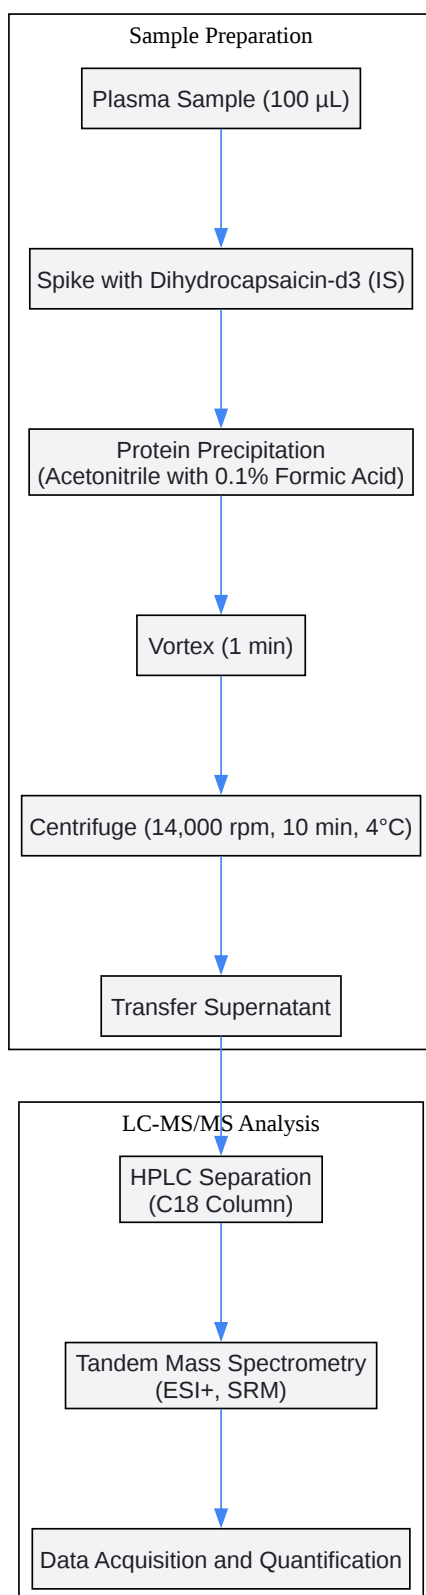 Sample Preparation
Plasma Sample (100 µL)
Spike with Dihydrocapsaicin-d3 (IS)
Protein Precipitation
(Acetonitrile with 0.1% Formic Acid)
Vortex (1 min)
Centrifuge (14,000 rpm, 10 min, 4°C)
Transfer Supernatant
LC-MS/MS Analysis
HPLC Separation
(C18 Column)
Tandem Mass Spectrometry
(ESI+, SRM)
Data Acquisition and Quantification